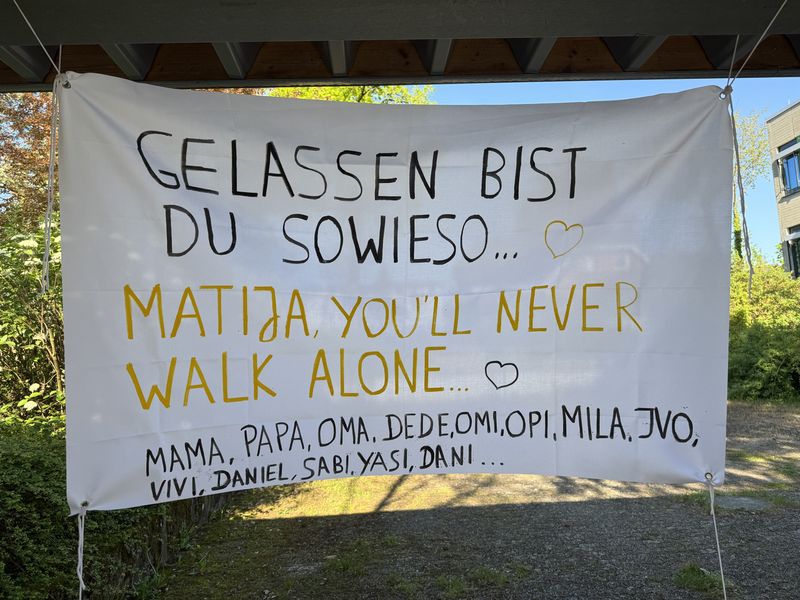 GELASSEN BIST
DU SOWIESO... ♡
MATIJA, YOU'LL NEVER
WALK ALONE... ♡
MAMA, PAPA, OMA, DEDE, OMI, OPI, MILA, IVO,
VIVI, DANIEL, SABI, YASI, DANI...